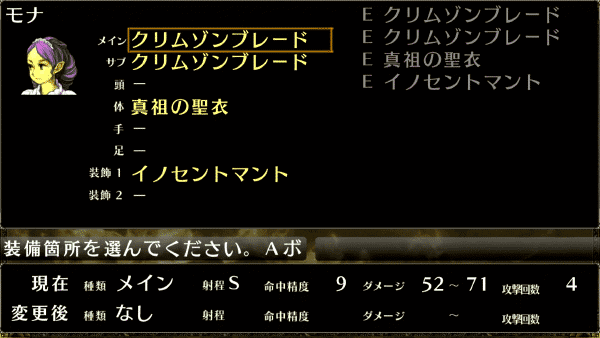 モナ
メイン クリムゾンブレード
サブ クリムゾンブレード
頭 ー
体 真祖の聖衣
手 ー
足 ー
装飾1 イノセントマント
装飾2 ー
E クリムゾンブレード
E クリムゾンブレード
E 真祖の聖衣
E イノセントマント
装備箇所を選んでください。Aボ
現在 種類 メイン 射程 S 命中精度 9 ダメージ 52 ～ 71 攻撃回数 4
変更後 種類 なし 射程 命中精度 ダメージ ～ 攻撃回数